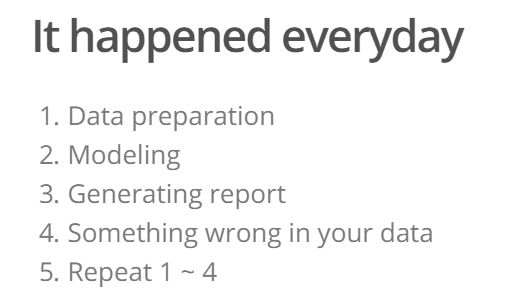 It happened everyday
1. Data preparation
2. Modeling
3. Generating report
4. Something wrong in your data
5. Repeat 1 ~ 4